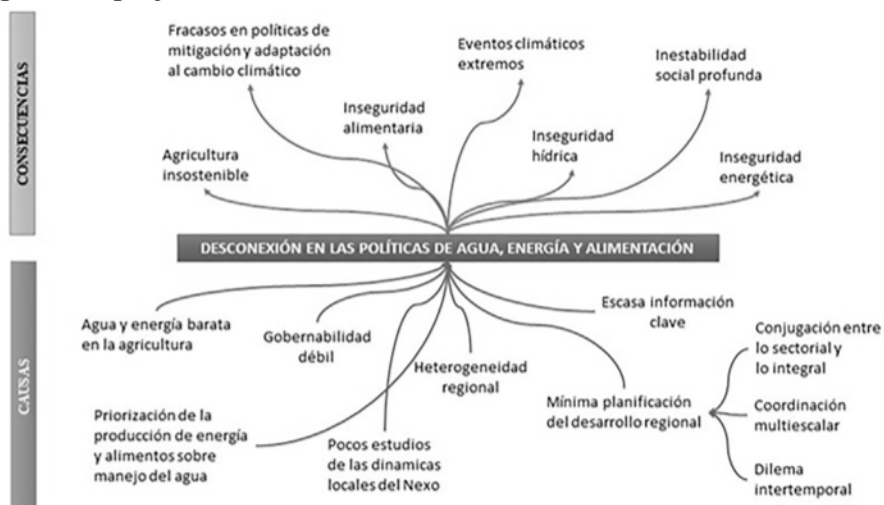 CONSECUENCIAS
Fracasos en políticas de
mitigación y adaptación
al cambio climático
Eventos climáticos
extremos
Inestabilidad
social profunda
Inseguridad
alimentaria
Inseguridad
hídrica
Agricultura
insostenible
Inseguridad
energética
DESCONEXIÓN EN LAS POLÍTICAS DE AGUA, ENERGÍA Y ALIMENTACIÓN
CAUSAS
Agua y energía barata
en la agricultura
Gobernabilidad
débil
Heterogeneidad
regional
Escasa información
clave
Priorización de la
producción de energía
y alimentos sobre
manejo del agua
Pocos estudios
de las dinamicas
locales del Nexo
Mínima planificación
del desarrollo regional
Conjugación entre
lo sectorial y
lo integral
Coordinación
multiescalar
Dilema
intertemporal